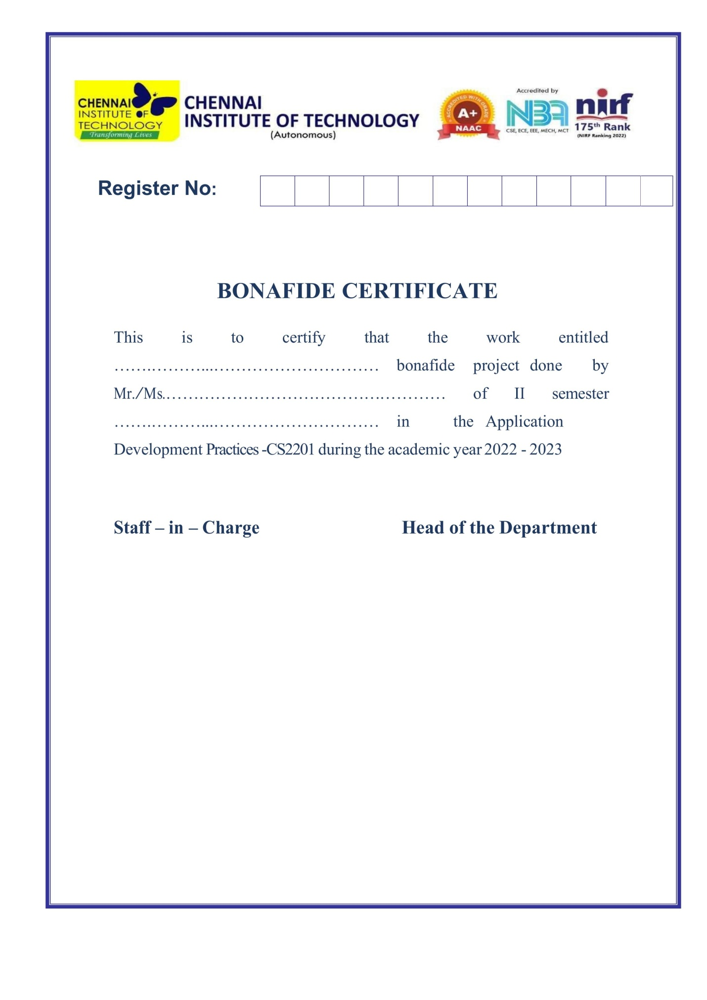 CHENNAI
INSTITUTE OF
TECHNOLOGY
Transforming Lives
CHENNAI
INSTITUTE OF TECHNOLOGY
(Autonomous)
ACCREDITED WITH GRADE
A+
NAAC
Accredited by
NBA
CSE, ECE, EEE, MECH, MCT
nirf
175th Rank
(NIRF Ranking 2022)
Register No:
BONAFIDE CERTIFICATE
This is to certify that the work entitled
…….………...………………………… bonafide project done by
Mr./Ms.………………………………….………… of II semester
…….………...………………………… in the Application
Development Practices -CS2201 during the academic year 2022 - 2023
Staff – in – Charge Head of the Department